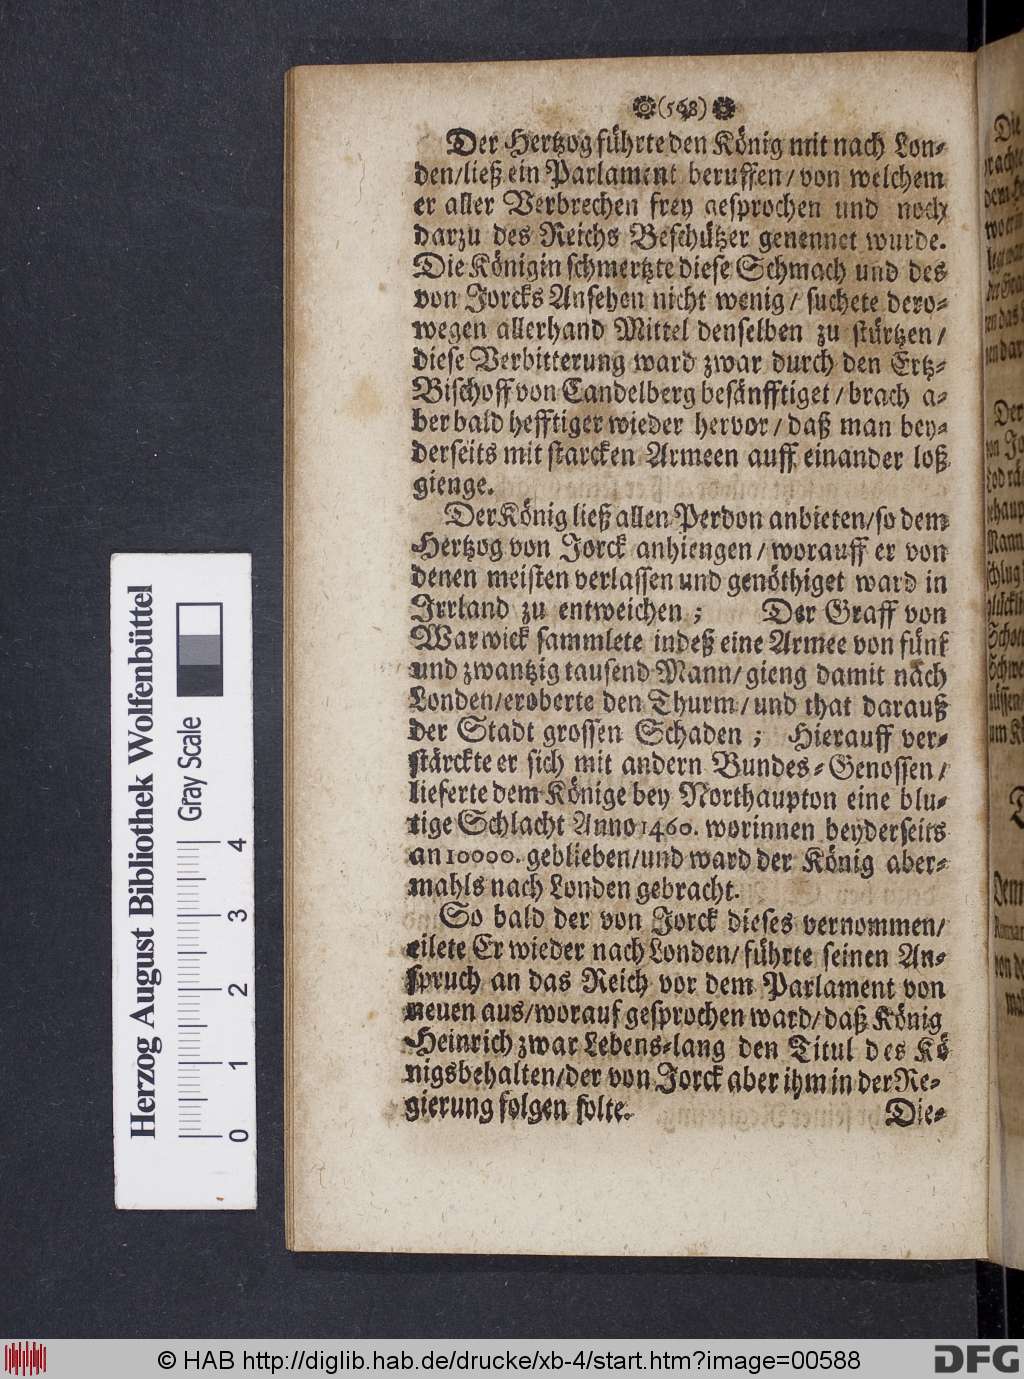 (568)
Der Hertzog führte den König mit nach Lon-
den/ließ ein Parlament beruffen/von welchem
er aller Verbrechen frey gesprochen und noch
darzu des Reichs Beschützer genennet wurde.
Die Königin schmertzte diese Schmach und des
von Jorcks Ansehen nicht wenig/ suchete dero-
wegen allerhand Mittel denselben zu stürtzen/
diese Verbitterung ward zwar durch den Ertz-
Bischoff von Candelberg besänfftiget/brach a-
ber bald hefftiger wieder hervor/daß man bey-
derseits mit starcken Armeen auff einander loß
gienge.
Der König ließ allen Perdon anbieten/so dem
Hertzog von Jorck anhiengen/worauff er von
denen meisten verlassen und genöthiget ward in
Irrland zu entweichen; Der Graff von
Warwick sammlete indeß eine Armee von fünf
und zwantzig tausend Mann/gieng damit nach
Londen/eroberte den Thurm/und that darauß
der Stadt grossen Schaden; Hierauff ver-
stärckte er sich mit andern Bundes-Genossen/
lieferte dem Könige bey Northaupton eine blu-
tige Schlacht Anno 1460. worinnen beyderseits
an 10000. geblieben/und ward der König aber-
mahls nach Londen gebracht.
So bald der von Jorck dieses vernommen/
eilete Er wieder nach Londen/führte seinen An-
spruch an das Reich vor dem Parlament von
neuen aus/worauf gesprochen ward/daß König
Heinrich zwar Lebens-lang den Titul des Kö
nigs behalten/der von Jorck aber ihm in der Re-
gierung folgen solte.
Die-
Herzog August Bibliothek Wolfenbüttel
Gray Scale
0 1 2 3 4
© HAB http://diglib.hab.de/drucke/xb-4/start.htm?image=00588
DFG